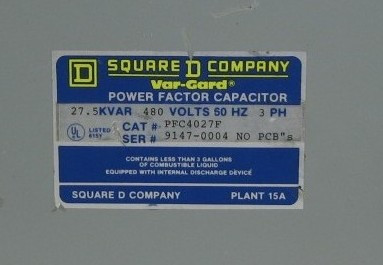 D SQUARE D COMPANY
Var-Gard®
POWER FACTOR CAPACITOR
27.5KVAR 480 VOLTS 60 HZ 3 PH
UL LISTED CAT # PFC4027F
SER # 9147-0004 NO PCB"s
CONTAINS LESS THAN 3 GALLONS
OF COMBUSTIBLE LIQUID
EQUIPPED WITH INTERNAL DISCHARGE DEVICE
SQUARE D COMPANY PLANT 15A